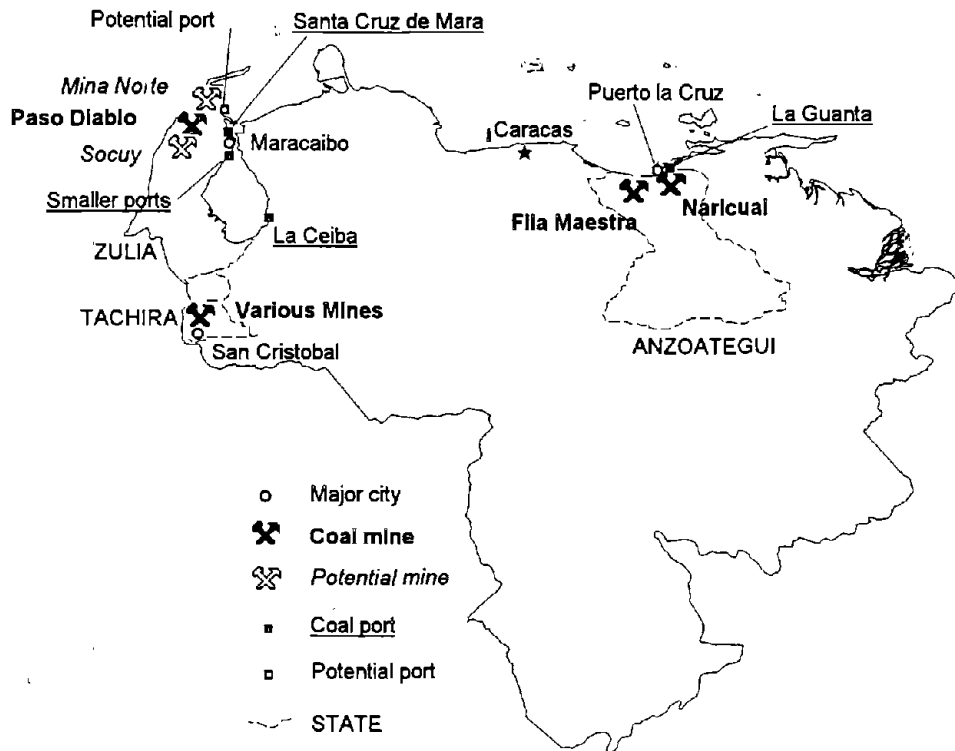 Potential port
Santa Cruz de Mara
Mina Norte
Puerto la Cruz
Paso Diablo
La Guanta
Caracas
Maracaibo
Socuy
Smaller ports
Fila Maestra
Naricual
La Ceiba
ZULIA
TACHIRA
Various Mines
San Cristobal
ANZOATEGUI
Major city
Coal mine
Potential mine
Coal port
Potential port
STATE